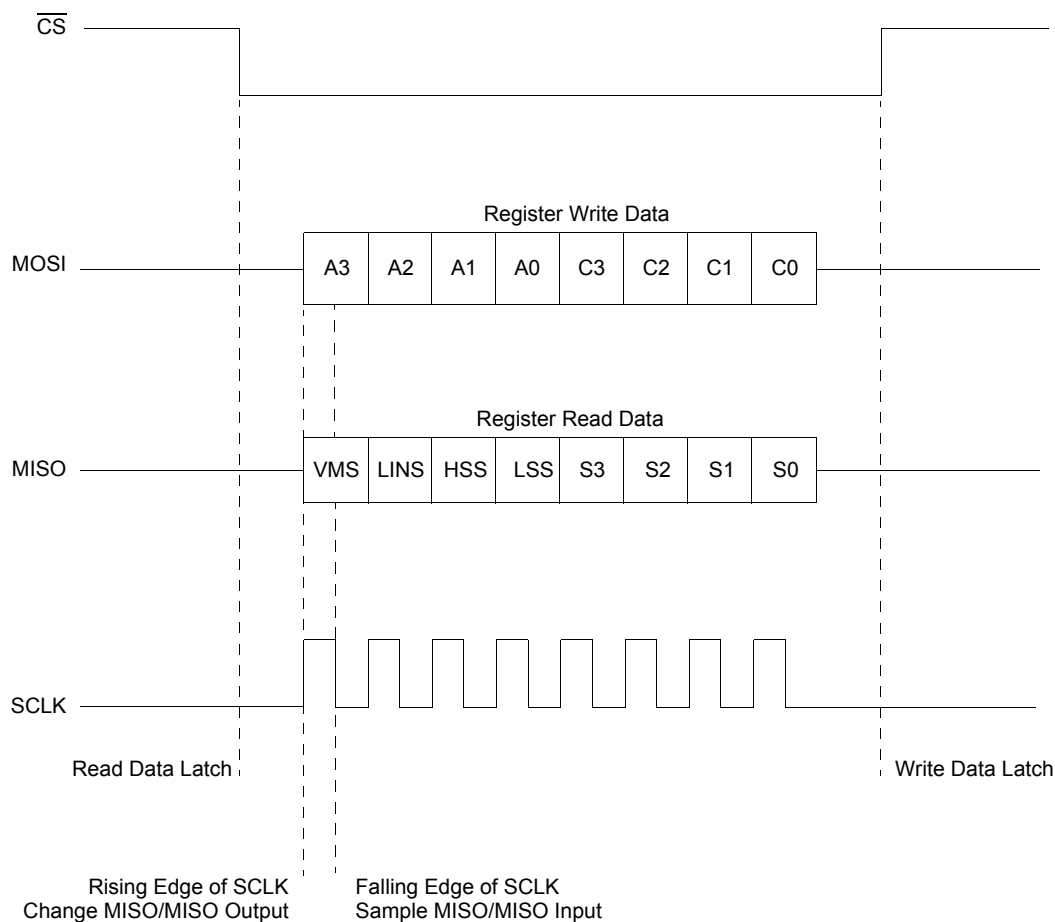 CS
Register Write Data
MOSI
A3 A2 A1 A0 C3 C2 C1 C0
Register Read Data
MISO
VMS LINS HSS LSS S3 S2 S1 S0
SCLK
Read Data Latch
Write Data Latch
Rising Edge of SCLK
Change MISO/MISO Output
Falling Edge of SCLK
Sample MISO/MISO Input